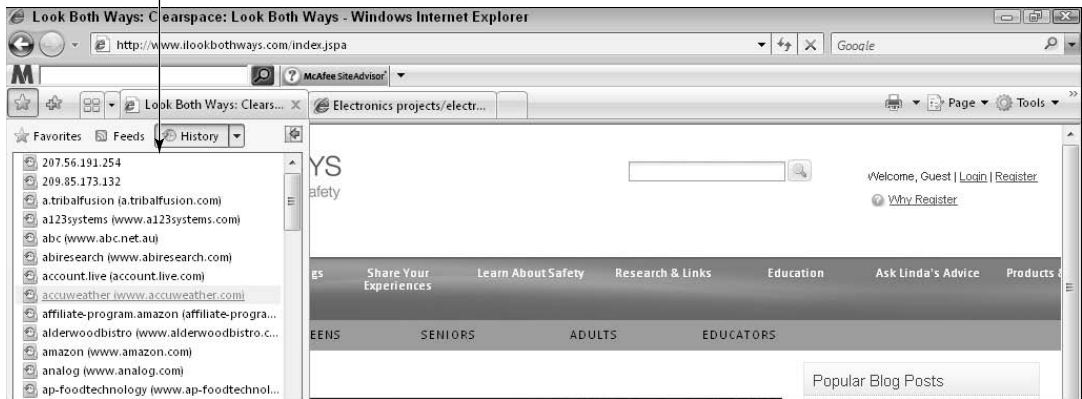 Look Both Ways: Clearspace: Look Both Ways - Windows Internet Explorer
http://www.ilookbothways.com/index.jspa
Google
M
McAfee SiteAdvisor
Look Both Ways: Clears...
Electronics projects/electr...
Page
Tools
Favorites Feeds History
207.56.191.254
209.85.173.132
a.tribalfusion (a.tribalfusion.com)
a123systems (www.a123systems.com)
abc (www.abc.net.au)
abiresearch (www.abiresearch.com)
account.live (account.live.com)
accuweather (www.accuweather.com)
affiliate-program.amazon (affiliate-progra...
alderwoodbistro (www.alderwoodbistro.c...
amazon (www.amazon.com)
analog (www.analog.com)
ap-foodtechnology (www.ap-foodtechnol...
YS
afety
Welcome, Guest | Login | Register
Why Register
gs
Share Your Experiences
Learn About Safety
Research & Links
Education
Ask Linda's Advice
Products &
EENS SENIORS ADULTS EDUCATORS
Popular Blog Posts